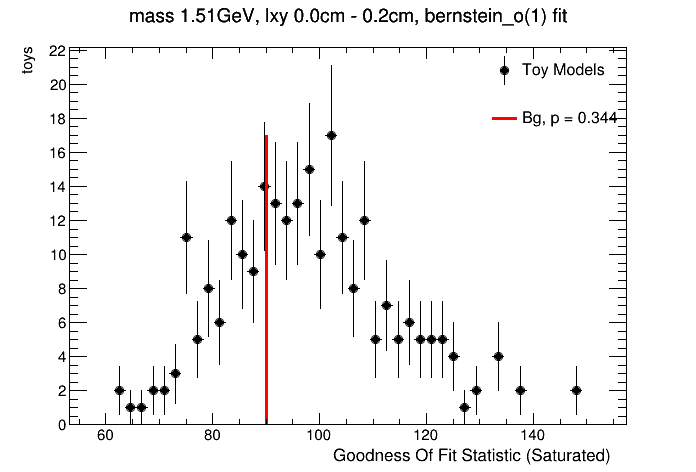 mass 1.51GeV, lxy 0.0cm - 0.2cm, bernstein_o(1) fit
toys
22
20
18
16
14
12
10
8
6
4
2
0
Toy Models
Bg, p = 0.344
60 80 100 120 140
Goodness Of Fit Statistic (Saturated)